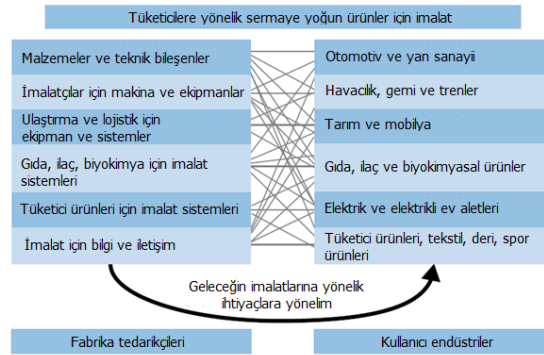 Tüketicilere yönelik sermaye yoğun ürünler için imalat
Malzemeler ve teknik bileşenler
İmalatçılar için makina ve ekipmanlar
Ulaştırma ve lojistik için
ekipman ve sistemler
Gıda, ilaç, biyokimya için imalat
sistemleri
Tüketici ürünleri için imalat sistemleri
İmalat için bilgi ve iletişim
Otomotiv ve yan sanayii
Havacılık, gemi ve trenler
Tarım ve mobilya
Gıda, ilaç ve biyokimyasal ürünler
Elektrik ve elektrikli ev aletleri
Tüketici ürünleri, tekstil, deri, spor
ürünleri
Geleceğin imalatlarına yönelik
ihtiyaçlara yönelim
Fabrika tedarikçileri
Kullanıcı endüstriler